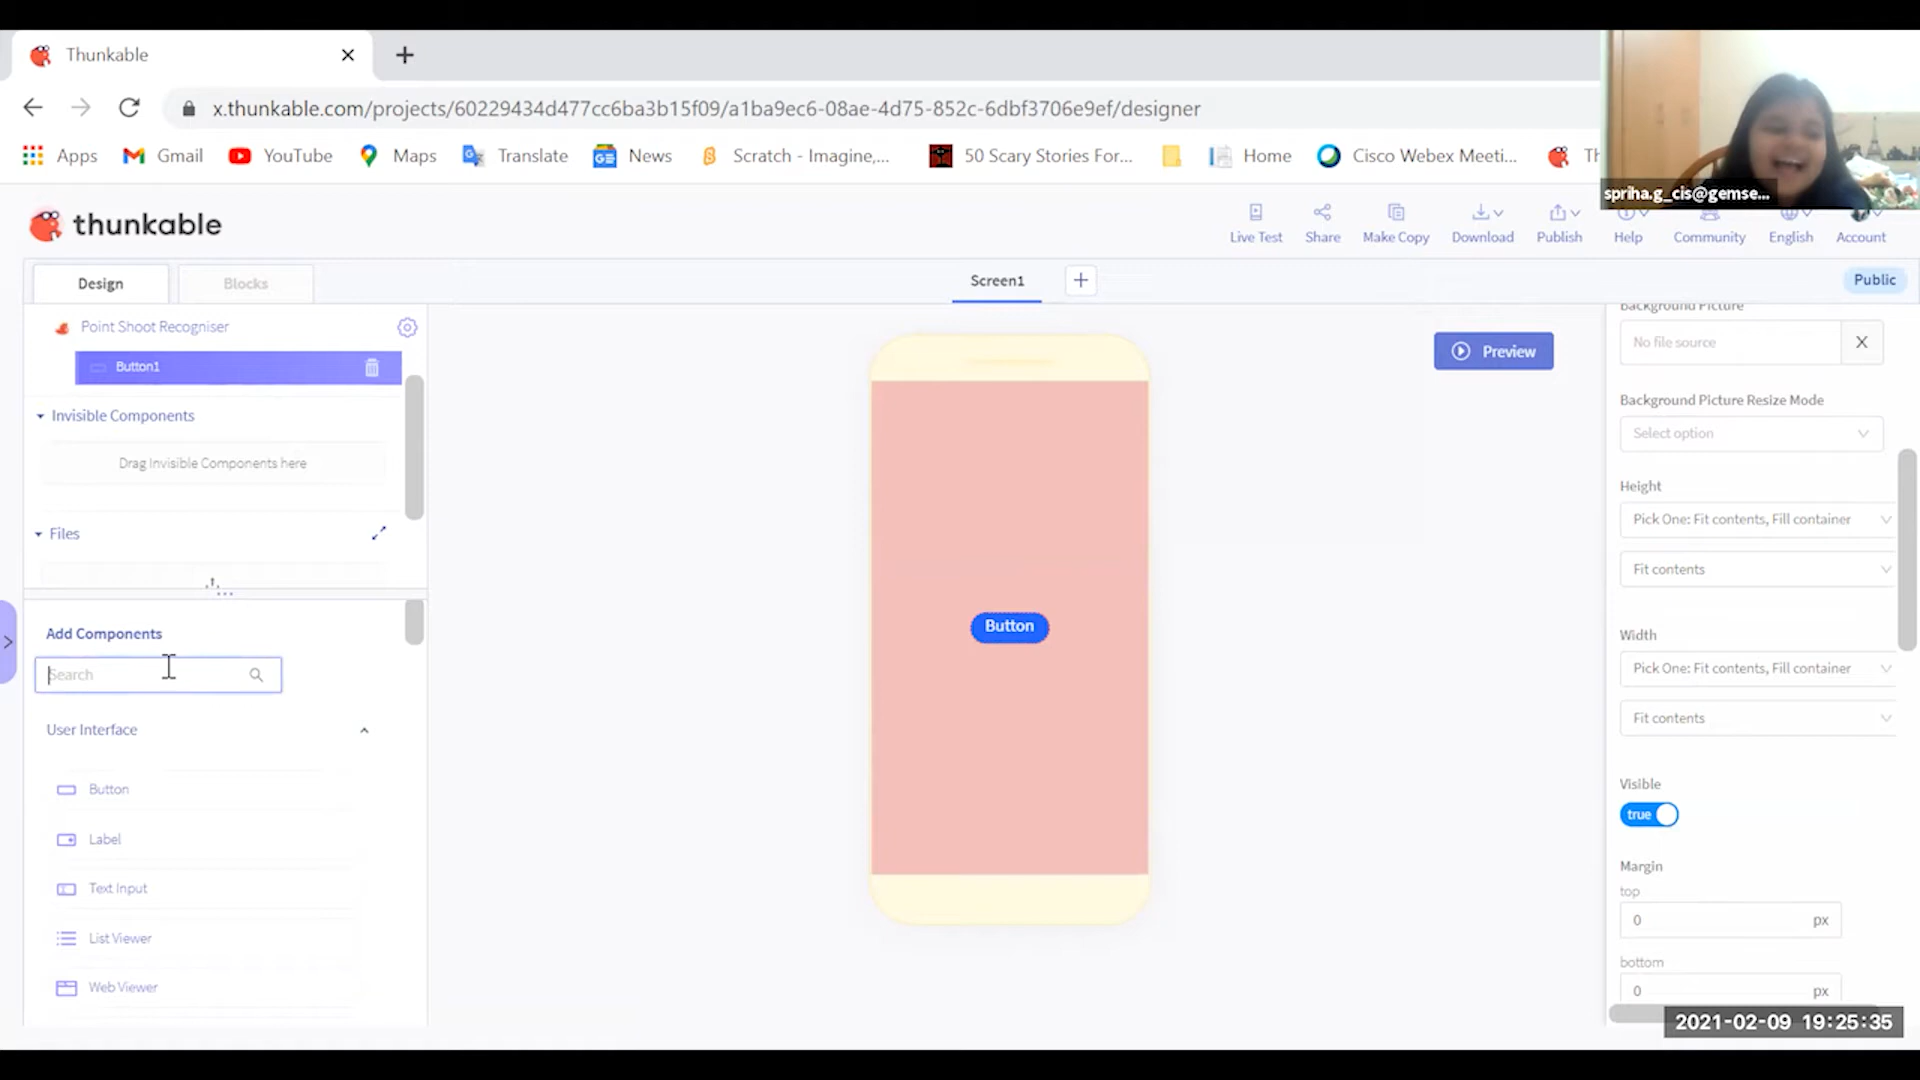 Thunkable
x.thunkable.com/projects/60229434d477cc6ba3b15f09/a1ba9ec6-08ae-4d75-852c-6dbf3706e9ef/designer
Apps Gmail YouTube Maps Translate News Scratch - Imagine,... 50 Scary Stories For... Home Cisco Webex Meeti... Th
spriha.g_cis@gemse...
thunkable
Live Test Share Make Copy Download Publish Help Community English Account
Design Blocks Screen1 + Public
Point Shoot Recogniser
Button1
Invisible Components
Drag Invisible Components here
Files
Add Components
Search
User Interface
Button
Label
Text Input
List Viewer
Web Viewer
Button
Preview
Background Picture
No file source X
Background Picture Resize Mode
Select option
Height
Pick One: Fit contents, Fill container
Fit contents
Width
Pick One: Fit contents, Fill container
Fit contents
Visible
true
Margin
top
0 px
bottom
0 px
2021-02-09 19:25:35